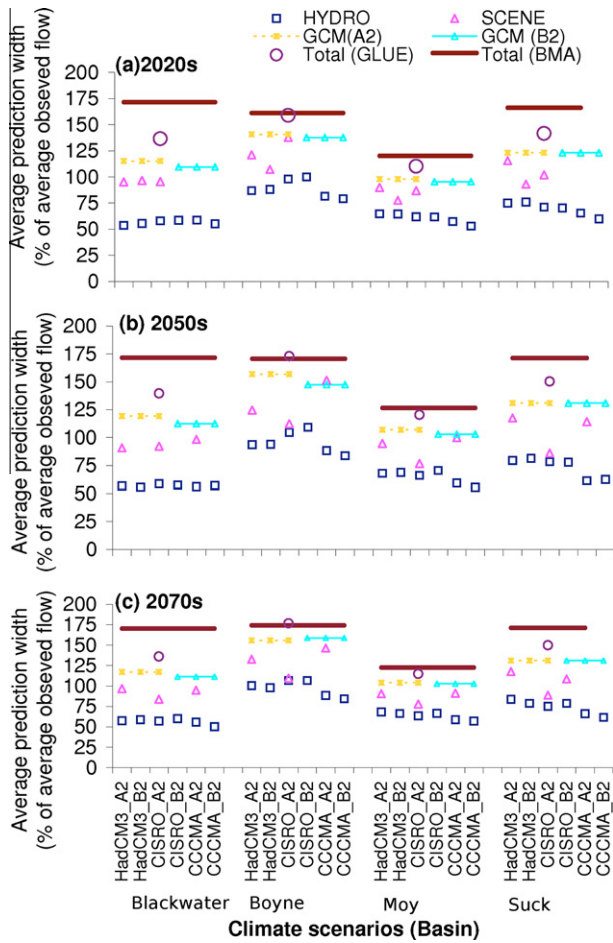 HYDRO
SCENE
GCM(A2)
GCM (B2)
Total (GLUE)
Total (BMA)
(a)2020s
Average prediction width
(% of average obseved flow)
200
175
150
125
100
75
50
25
0
(b) 2050s
Average prediction width
(% of average observed flow)
200
175
150
125
100
75
50
25
0
(c) 2070s
Average prediction width
(% of average observed flow)
200
175
150
125
100
75
50
25
0
HadCM3_A2
HadCM3_B2
CISRO_A2
CISRO_B2
CCCMA_A2
CCCMA_B2
HadCM3_A2
HadCM3_B2
CISRO_A2
CISRO_B2
CCCMA_A2
CCCMA_B2
HadCM3_A2
HadCM3_B2
CISRO_A2
CISRO_B2
CCCMA_A2
CCCMA_B2
HadCM3_A2
HadCM3_B2
CISRO_A2
CISRO_B2
CCCMA_A2
CCCMA_B2
Blackwater Boyne Moy Suck
Climate scenarios (Basin)